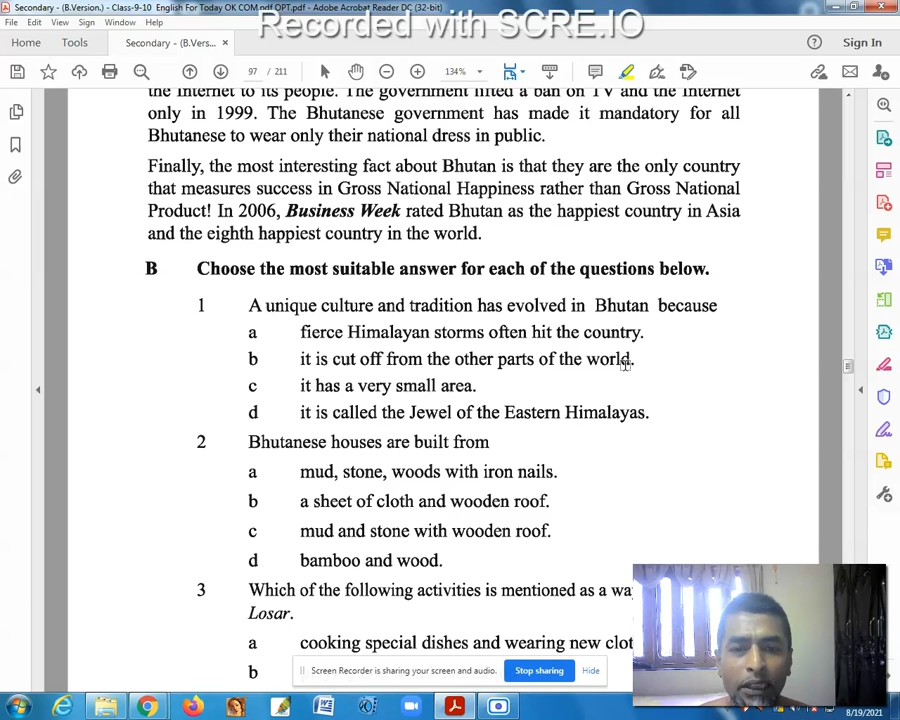 Secondary - (B.Version.) - Class-9-10 English For Today OK COM.pdf OPT.pdf - Adobe Acrobat Reader DC (32-bit)
Recorded with SCRE.IO
File Edit View Sign Window Help
Home Tools Secondary - (B.Vers... × Sign In
97 / 211 134%
the Internet to its people. The government lifted a ban on TV and the Internet
only in 1999. The Bhutanese government has made it mandatory for all
Bhutanese to wear only their national dress in public.
Finally, the most interesting fact about Bhutan is that they are the only country
that measures success in Gross National Happiness rather than Gross National
Product! In 2006, Business Week rated Bhutan as the happiest country in Asia
and the eighth happiest country in the world.
B Choose the most suitable answer for each of the questions below.
1 A unique culture and tradition has evolved in Bhutan because
a fierce Himalayan storms often hit the country.
b it is cut off from the other parts of the world.
c it has a very small area.
d it is called the Jewel of the Eastern Himalayas.
2 Bhutanese houses are built from
a mud, stone, woods with iron nails.
b a sheet of cloth and wooden roof.
c mud and stone with wooden roof.
d bamboo and wood.
3 Which of the following activities is mentioned as a wa
Losar.
a cooking special dishes and wearing new clot
b
Screen Recorder is sharing your screen and audio. Stop sharing Hide
8/19/2021